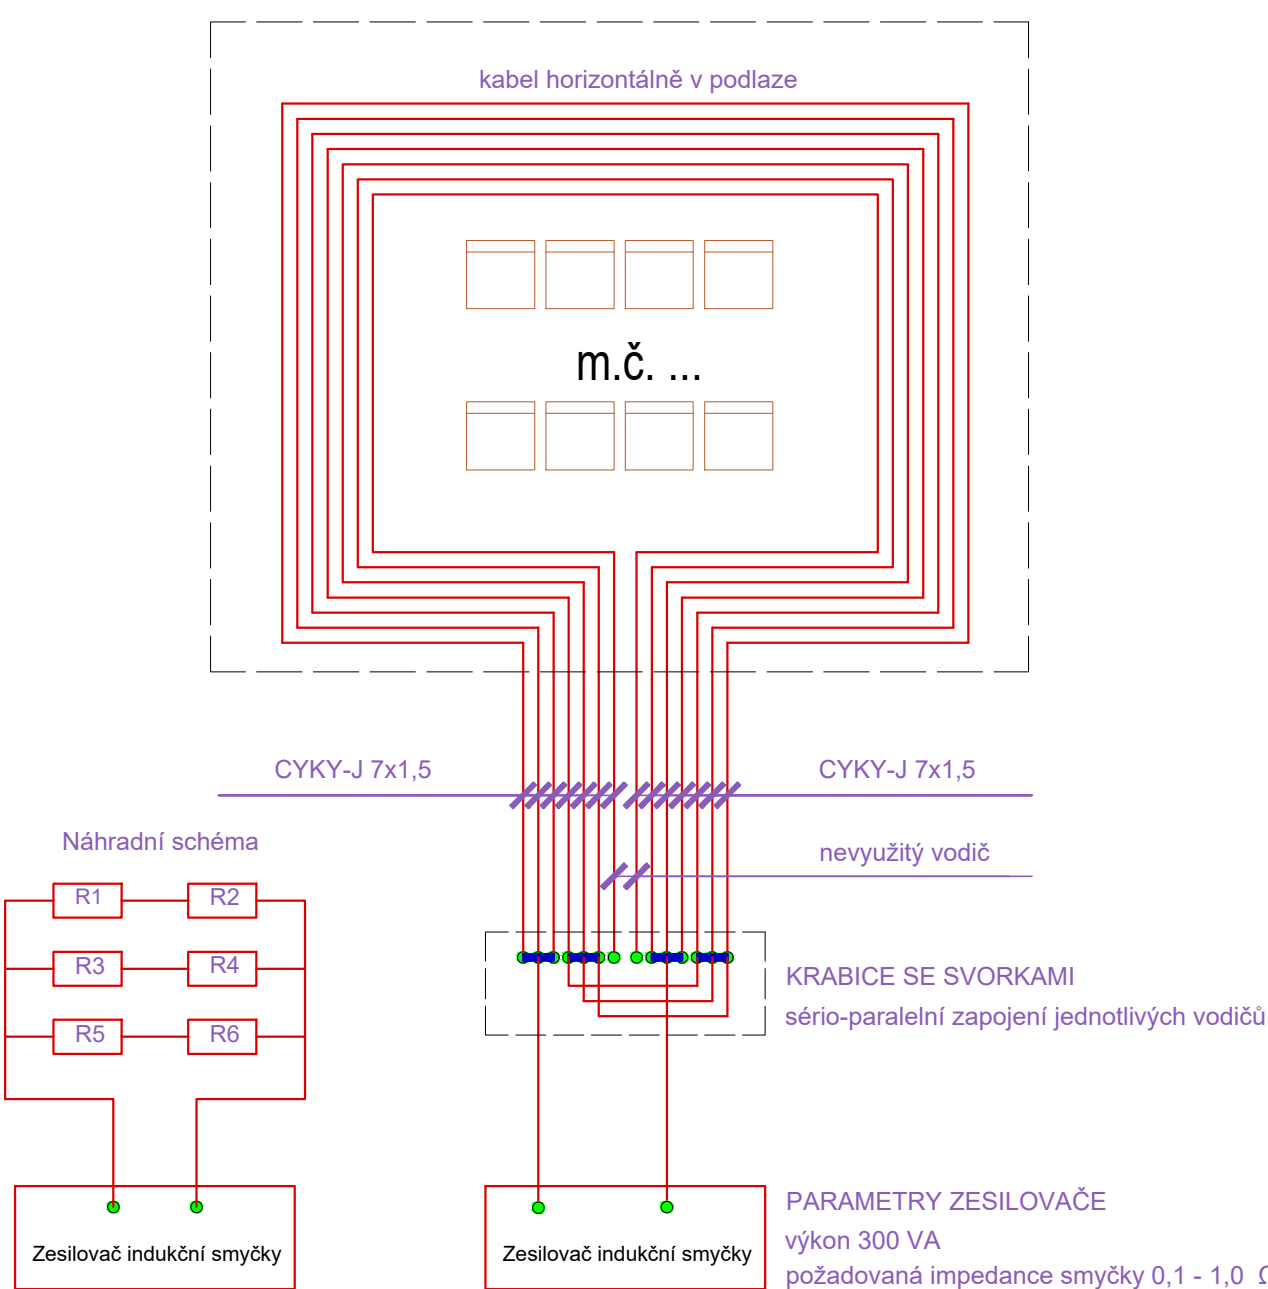 kabel horizontálně v podlaze
m.č. ...
CYKY-J 7x1,5
CYKY-J 7x1,5
Náhradní schéma
nevyužitý vodič
R1
R2
R3
R4
R5
R6
KRABICE SE SVORKAMI
sério-paralelní zapojení jednotlivých vodičů
PARAMETRY ZESILOVAČE
výkon 300 VA
požadovaná impedance smyčky 0,1 - 1,0 Ω
Zesilovač indukční smyčky
Zesilovač indukční smyčky